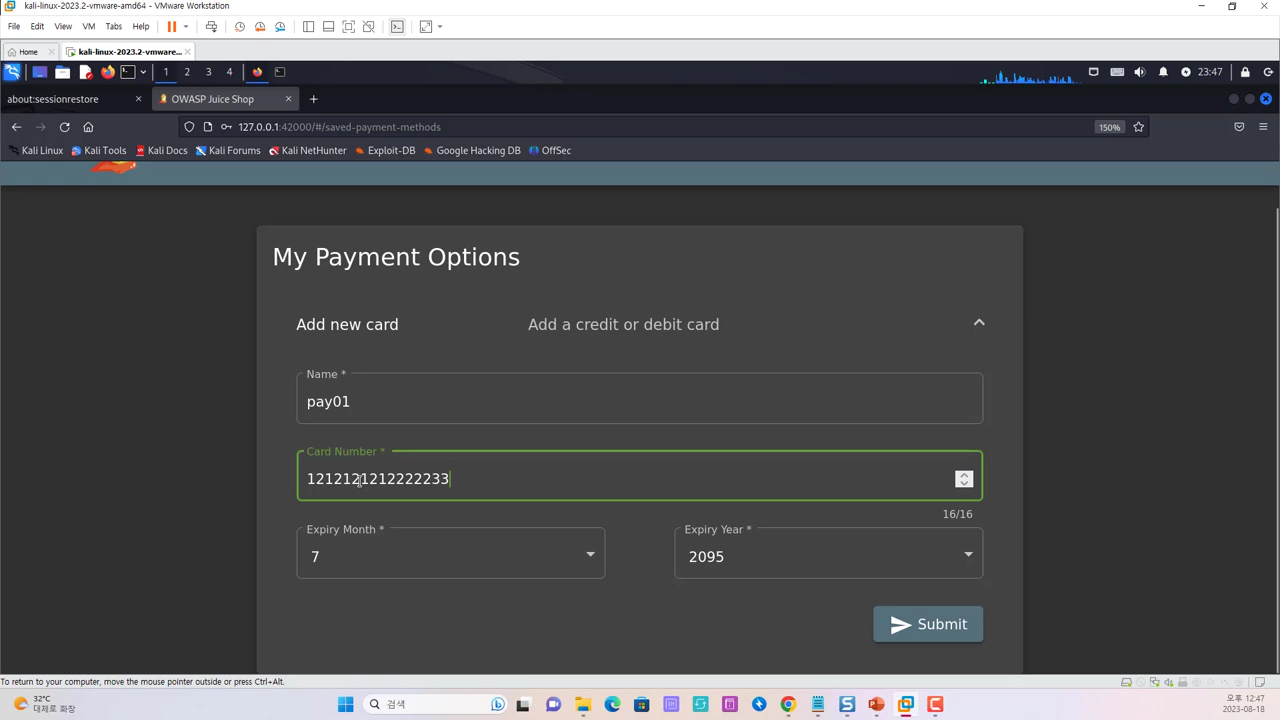 kali-linux-2023.2-vmware-amd64 - VMware Workstation
File Edit View VM Tabs Help
Home kali-linux-2023.2-vmware...
1 2 3 4 23:47
about:sessionrestore OWASP Juice Shop
127.0.0.1:42000/#/saved-payment-methods 150%
Kali Linux Kali Tools Kali Docs Kali Forums Kali NetHunter Exploit-DB Google Hacking DB OffSec
My Payment Options
Add new card Add a credit or debit card
Name *
pay01
Card Number *
1212121212222233
16/16
Expiry Month * Expiry Year *
7 2095
Submit
To return to your computer, move the mouse pointer outside or press Ctrl+Alt.
32°C 오후 12:47
대체로 화창 검색 2023-08-18